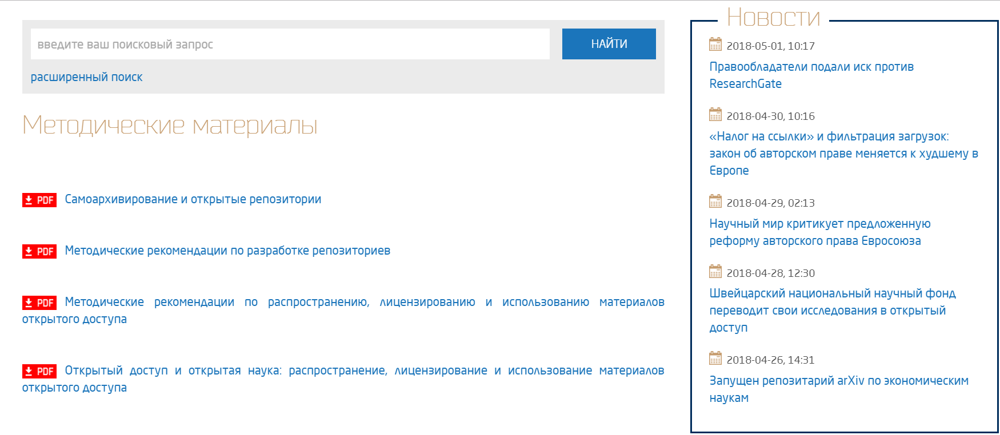 введите ваш поисковый запрос
НАЙТИ
расширенный поиск
Методические материалы
PDF Самоархивирование и открытые репозитории
PDF Методические рекомендации по разработке репозиториев
PDF Методические рекомендации по распространению, лицензированию и использованию материалов
открытого доступа
PDF Открытый доступ и открытая наука: распространение, лицензирование и использование материалов
открытого доступа
Новости
2018-05-01, 10:17
Правообладатели подали иск против
ResearchGate
2018-04-30, 10:16
«Налог на ссылки» и фильтрация загрузок:
закон об авторском праве меняется к худшему в
Европе
2018-04-29, 02:13
Научный мир критикует предложенную
реформу авторского права Евросоюза
2018-04-28, 12:30
Швейцарский национальный научный фонд
переводит свои исследования в открытый
доступ
2018-04-26, 14:31
Запущен репозитарий arXiv по экономическим
наукам